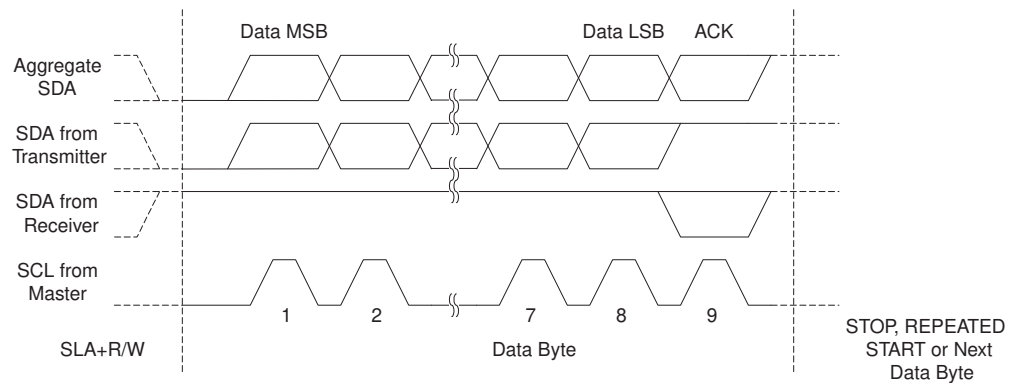 Data MSB
Data LSB
ACK
Aggregate
SDA
SDA from
Transmitter
SDA from
Receiver
SCL from
Master
1
2
7
8
9
SLA+R/W
Data Byte
STOP, REPEATED
START or Next
Data Byte